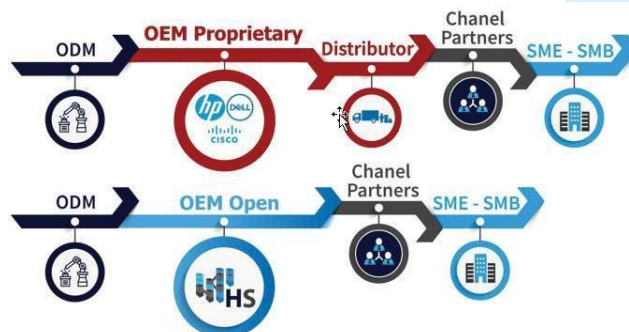 Chanel
Partners
ODM
OEM Proprietary
Distributor
SME - SMB
hp
DELL
CISCO
ODM
OEM Open
Chanel
Partners
SME - SMB
HS